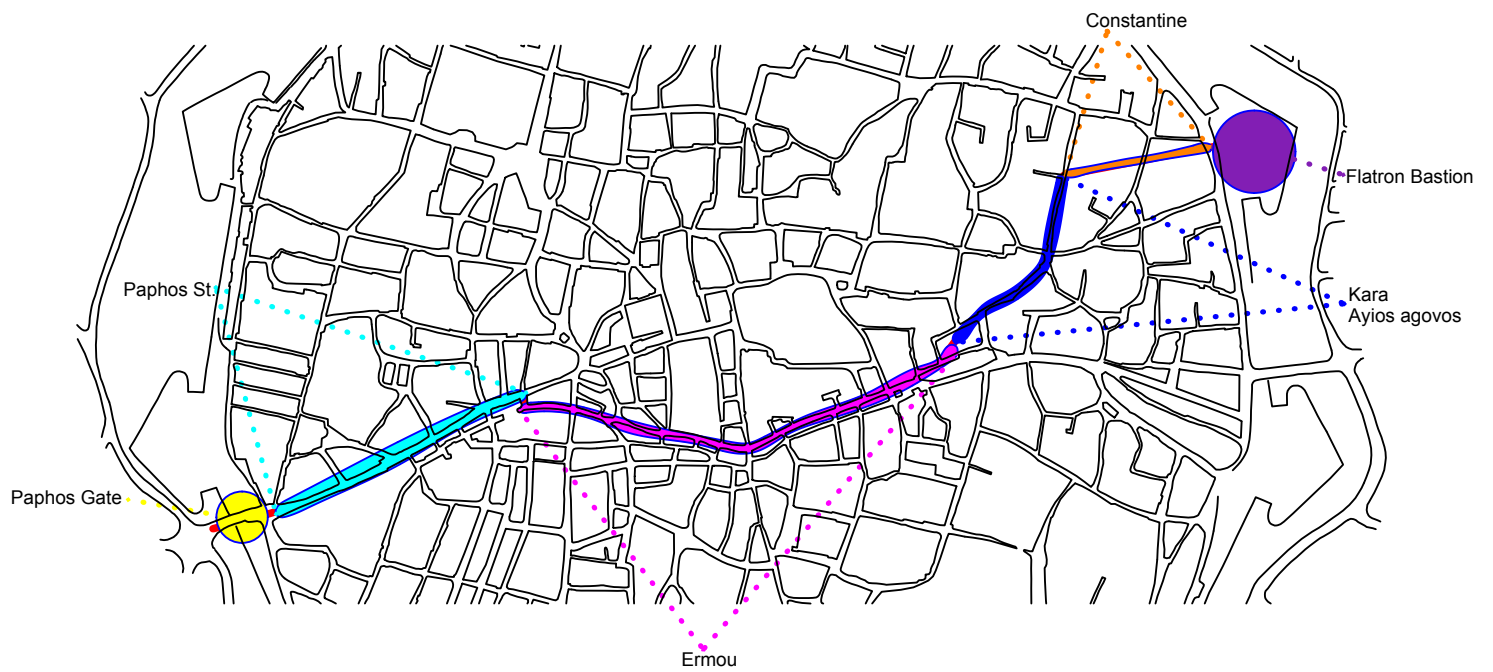 Constantine
Flatron Bastion
Paphos St.
Kara
Ayios agovos
Paphos Gate
Ermou